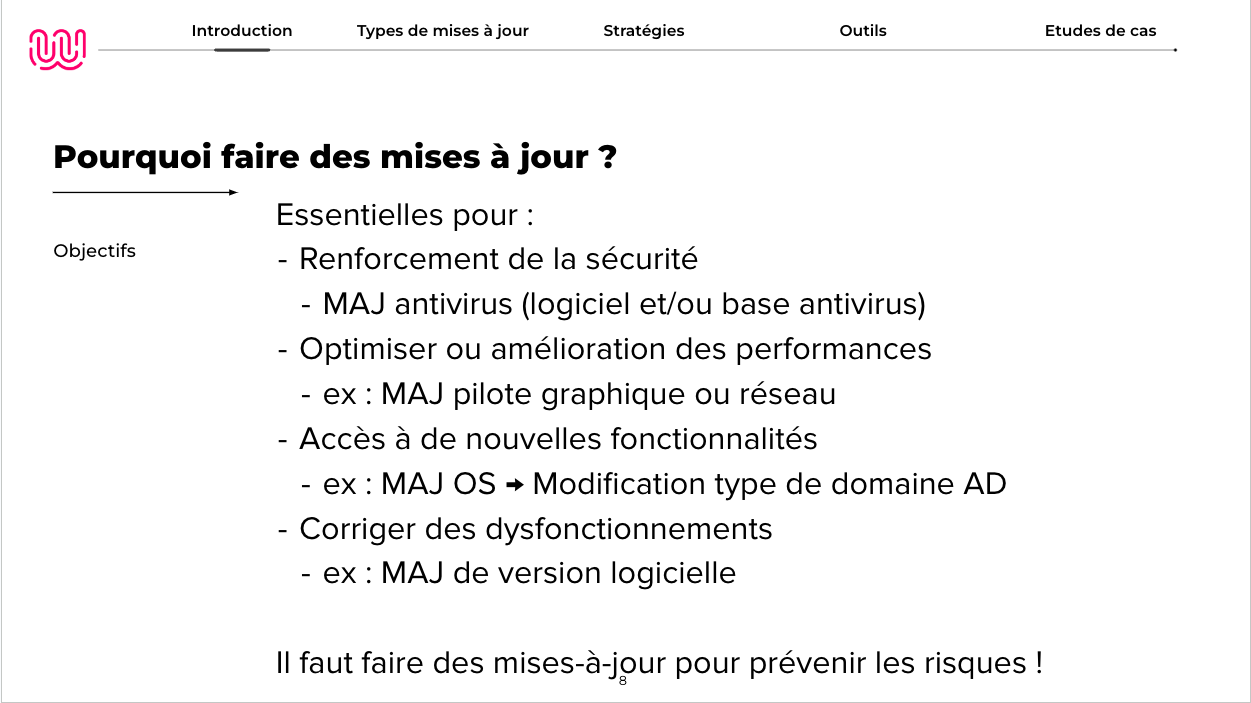 Introduction Types de mises à jour Stratégies Outils Etudes de cas
Pourquoi faire des mises à jour ?
Objectifs
Essentielles pour :
- Renforcement de la sécurité
- MAJ antivirus (logiciel et/ou base antivirus)
- Optimiser ou amélioration des performances
- ex : MAJ pilote graphique ou réseau
- Accès à de nouvelles fonctionnalités
- ex : MAJ OS → Modification type de domaine AD
- Corriger des dysfonctionnements
- ex : MAJ de version logicielle
Il faut faire des mises-à-jour pour prévenir les risques !
8